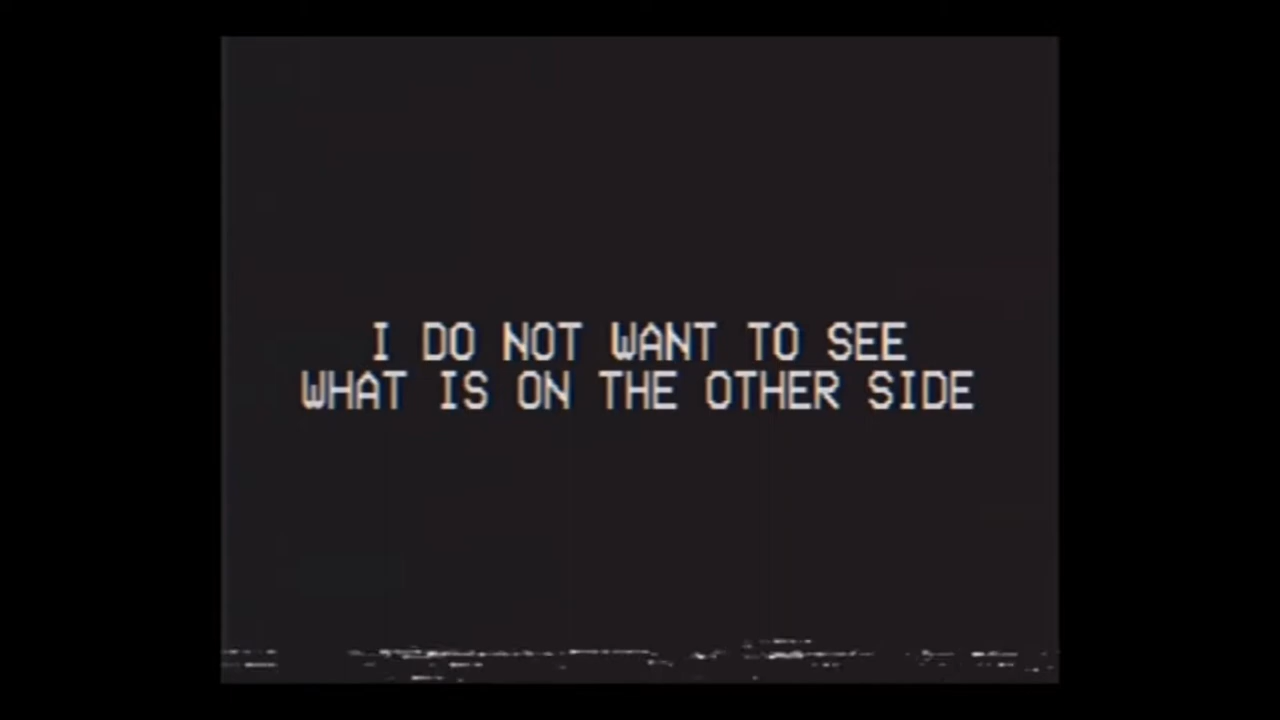 I DO NOT WANT TO SEE
WHAT IS ON THE OTHER SIDE